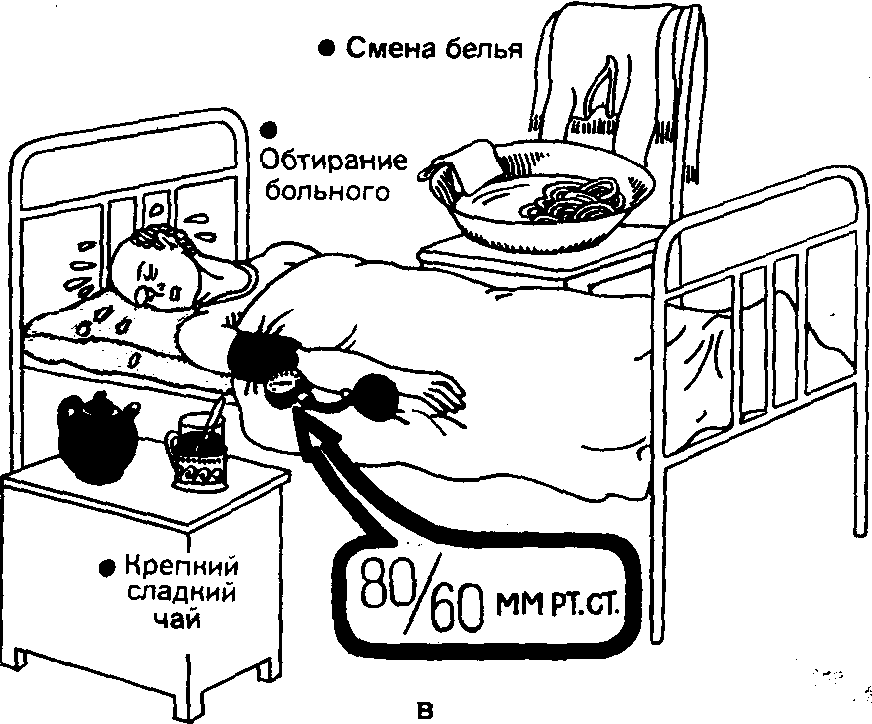 ● Смена белья
● Обтирание
больного
● Крепкий
сладкий
чай
80/60 ММ РТ.СТ.
в